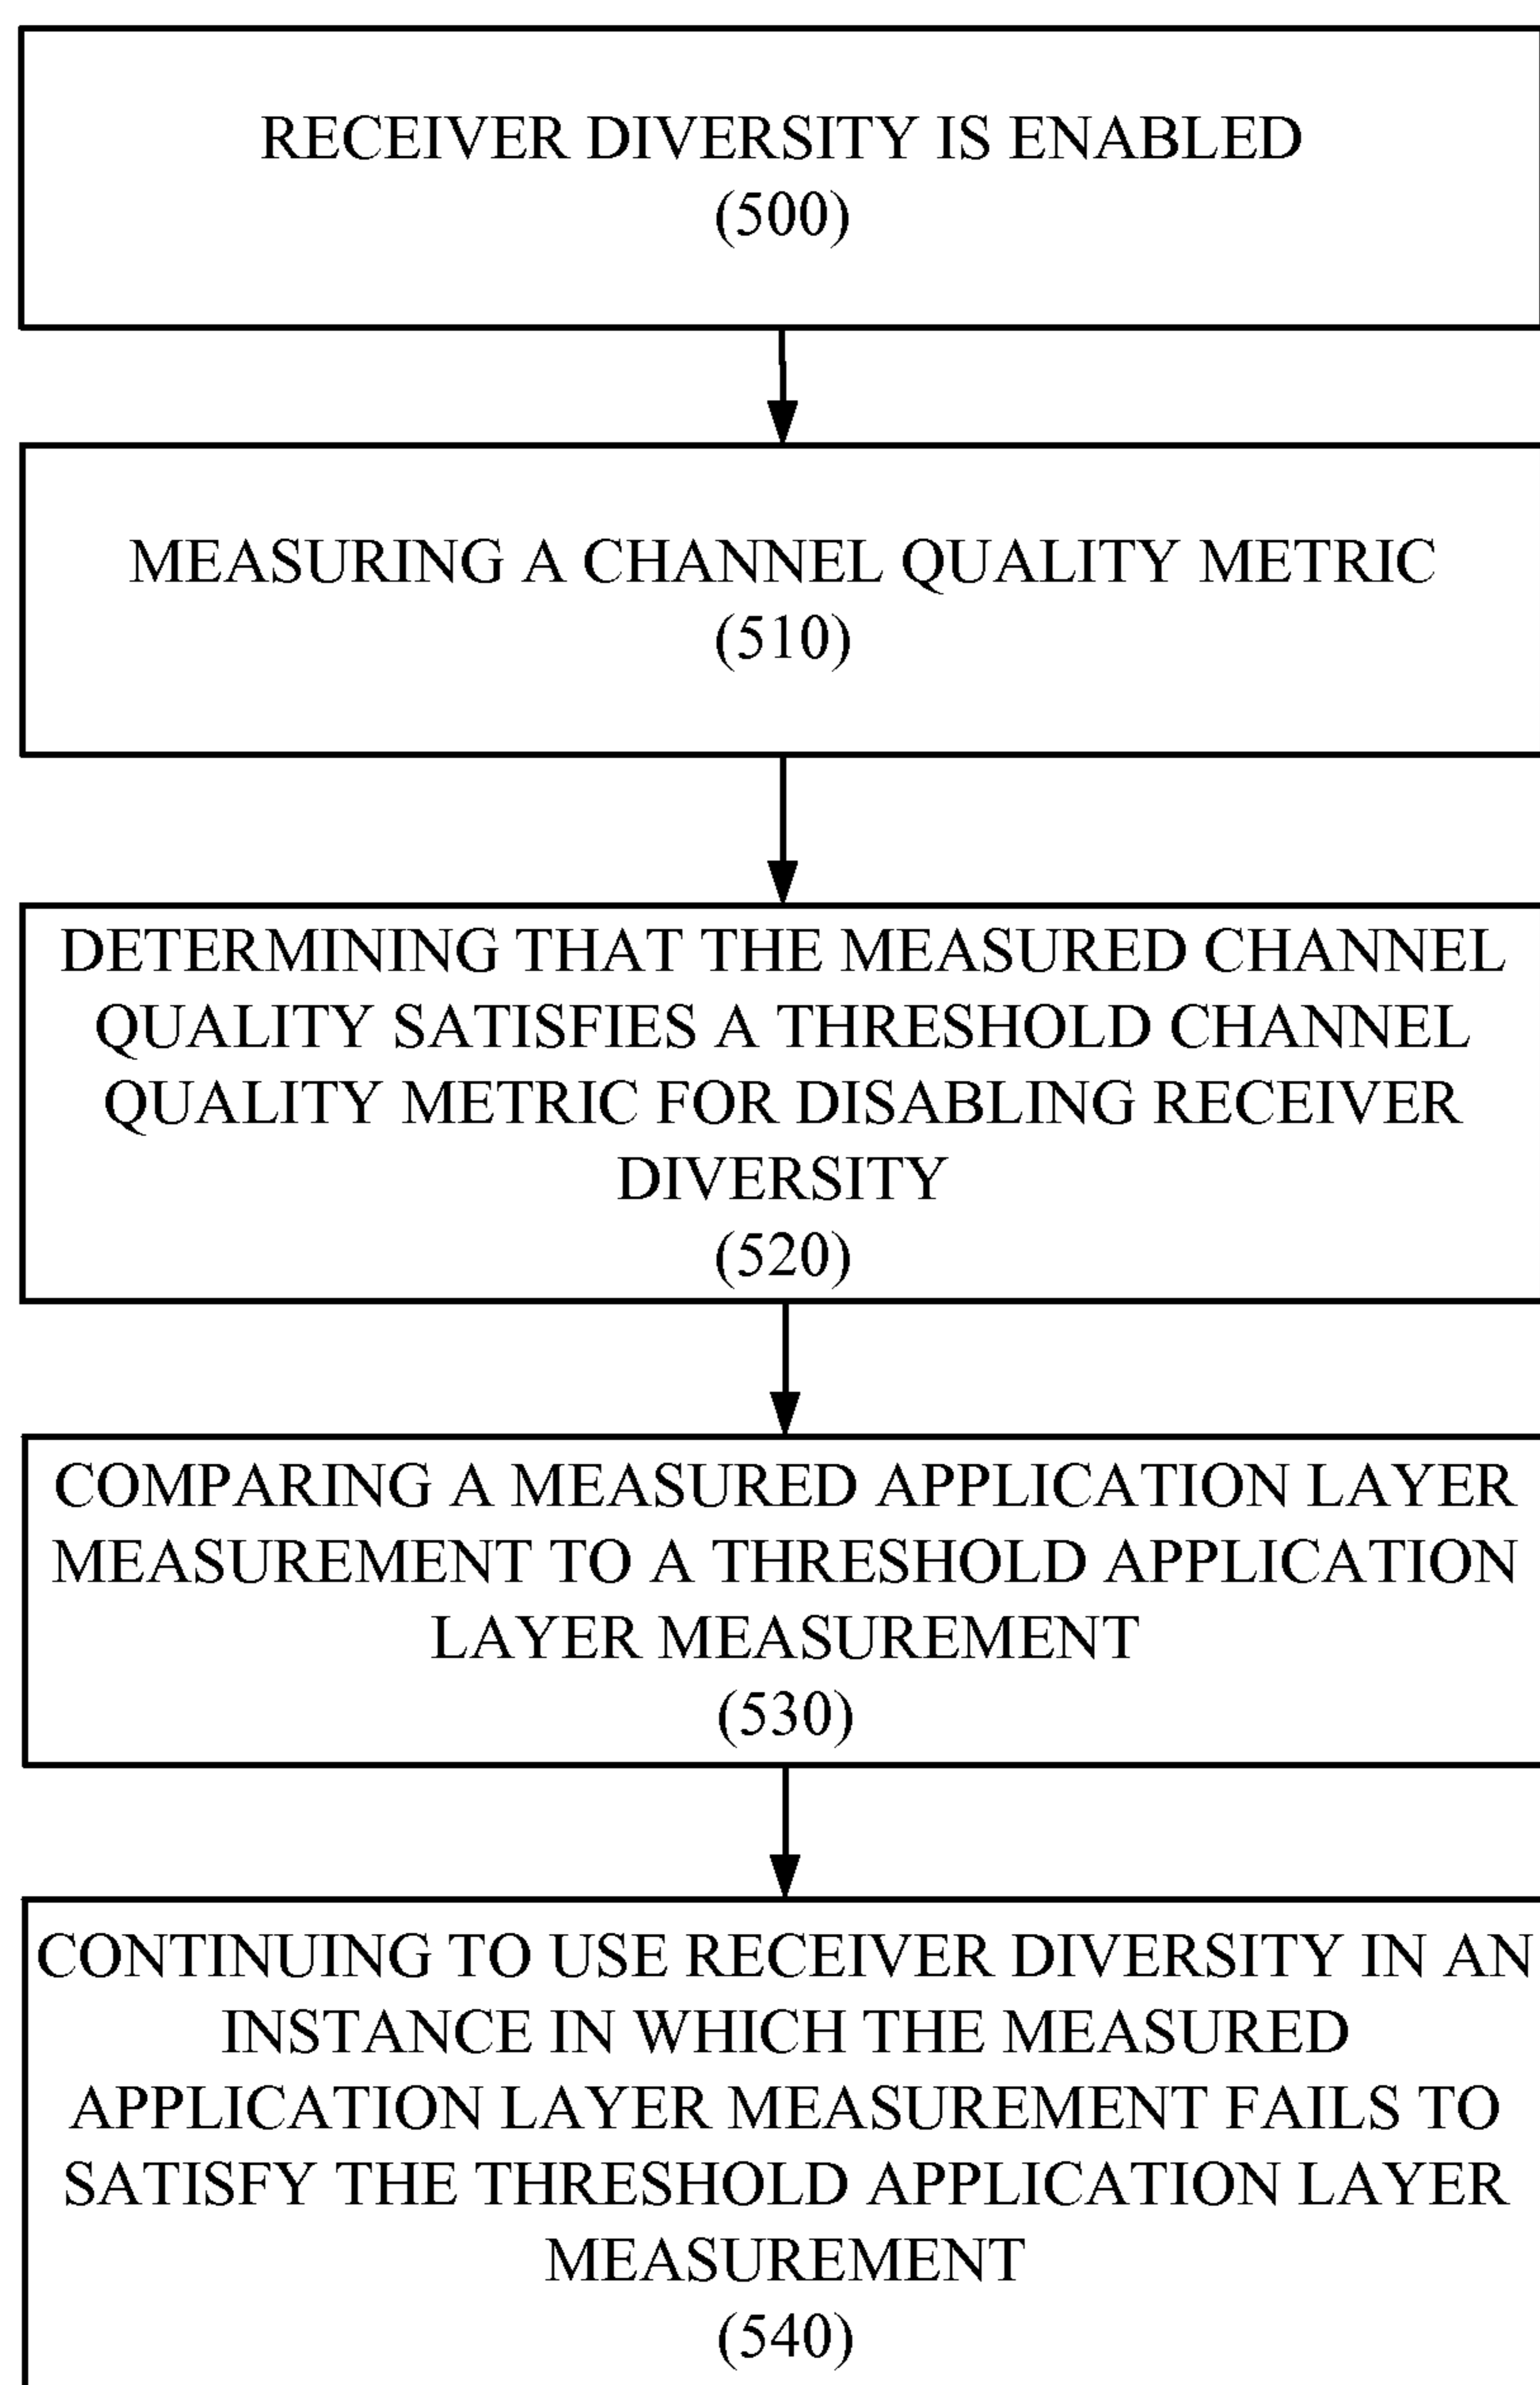 RECEIVER DIVERSITY IS ENABLED
(500)
MEASURING A CHANNEL QUALITY METRIC
(510)
DETERMINING THAT THE MEASURED CHANNEL
QUALITY SATISFIES A THRESHOLD CHANNEL
QUALITY METRIC FOR DISABLING RECEIVER
DIVERSITY
(520)
COMPARING A MEASURED APPLICATION LAYER
MEASUREMENT TO A THRESHOLD APPLICATION
LAYER MEASUREMENT
(530)
CONTINUING TO USE RECEIVER DIVERSITY IN AN
INSTANCE IN WHICH THE MEASURED
APPLICATION LAYER MEASUREMENT FAILS TO
SATISFY THE THRESHOLD APPLICATION LAYER
MEASUREMENT
(540)